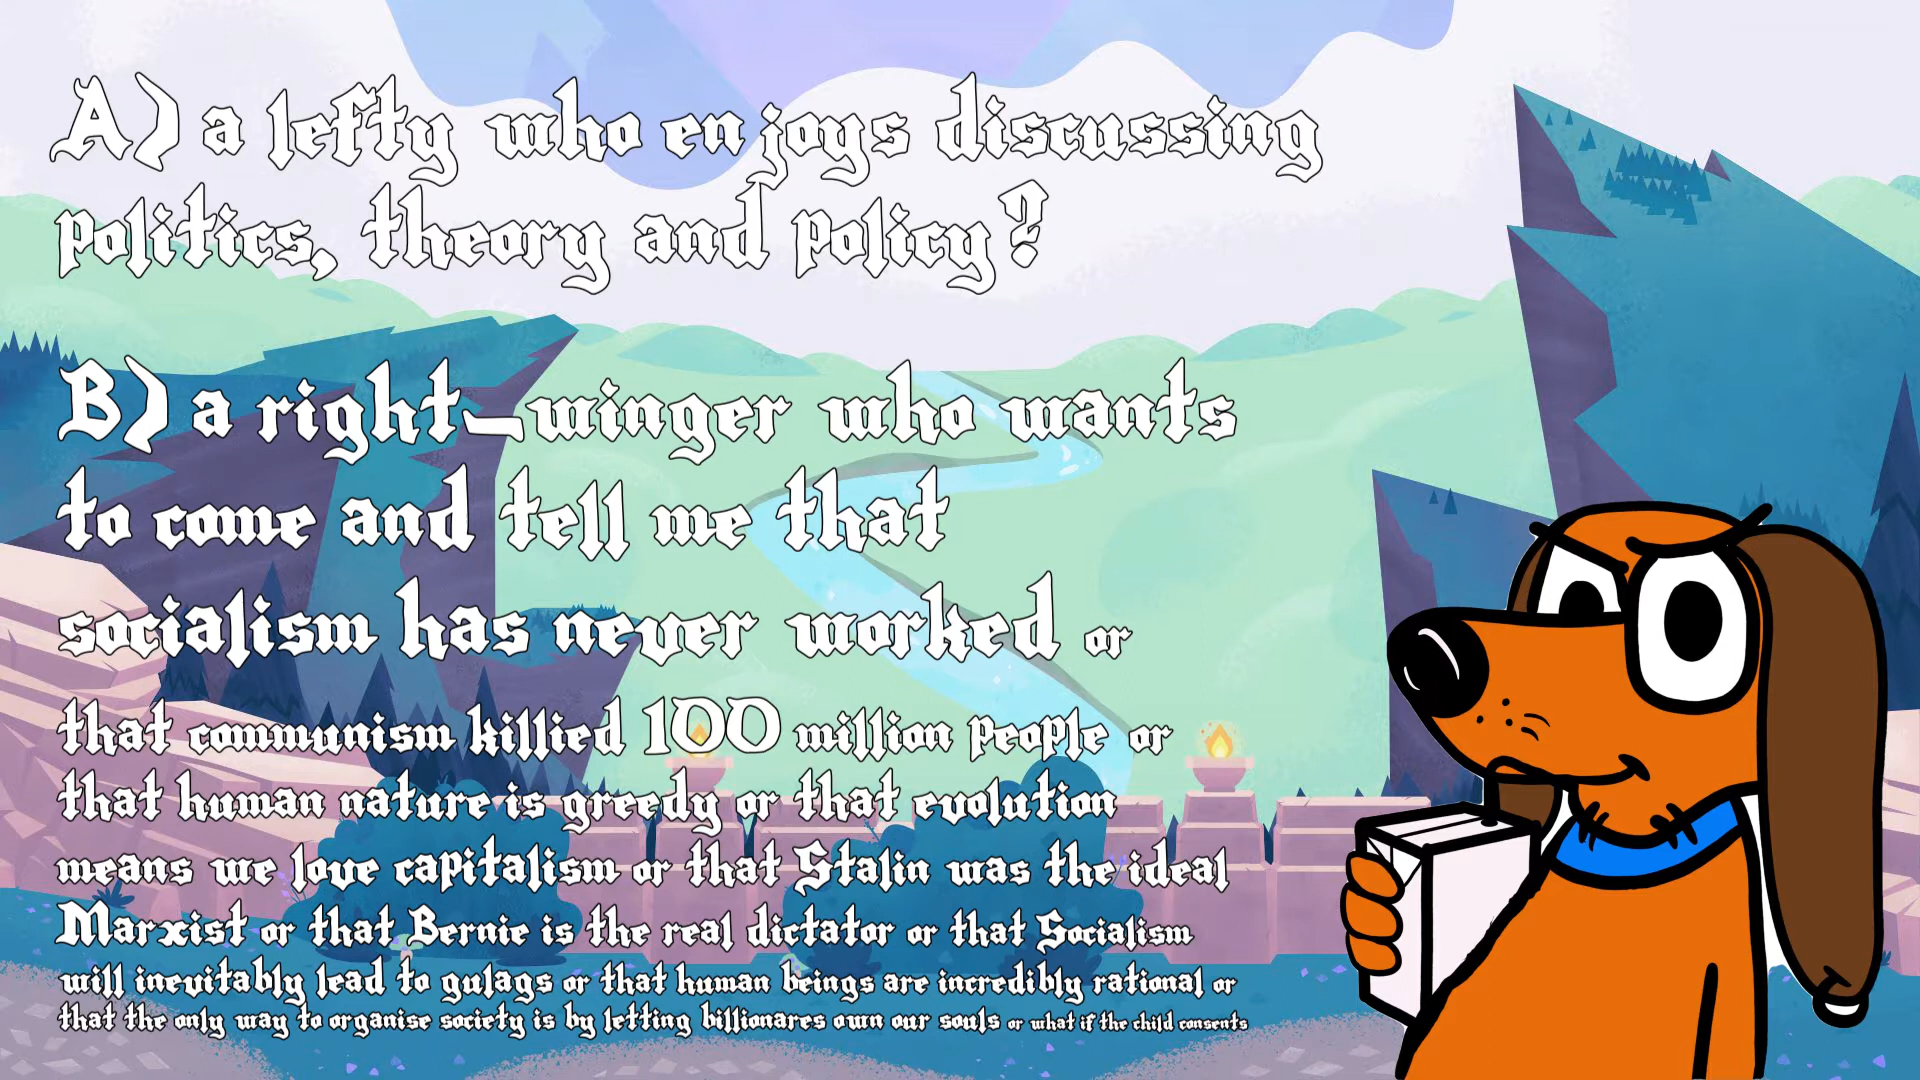 A) a lefty who enjoys discussing
politics, theory and policy?
B) a right-winger who wants
to come and tell me that
socialism has never worked or
that communism killied 100 million people or
that human nature is greedy or that evolution
means we love capitalism or that Stalin was the ideal
Marxist or that Bernie is the real dictator or that Socialism
will inevitably lead to gulags or that human beings are incredibly rational or
that the only way to organise society is by letting billionares own our souls or what if the child consents